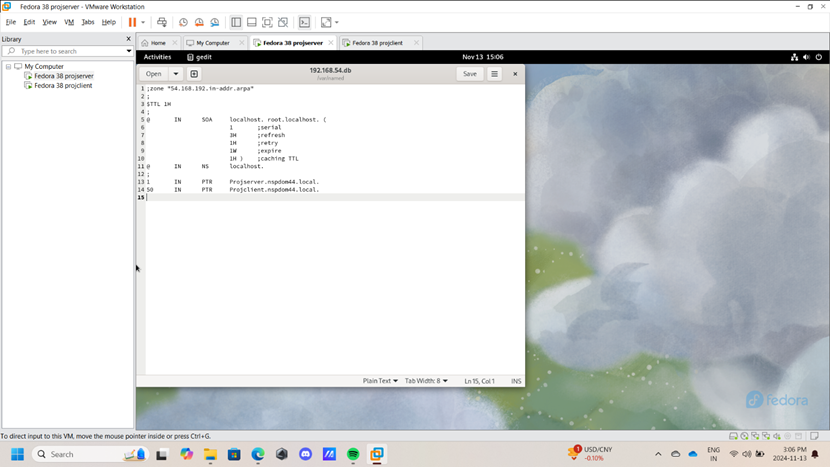 Fedora 38 projserver - VMware Workstation
File Edit View VM Tabs Help
Library
Type here to search
My Computer
Fedora 38 projserver
Fedora 38 projclient
Home My Computer Fedora 38 projserver Fedora 38 projclient
Activities gedit Nov 13 15:06
Open 192.168.54.db Save
/var/named
1 ;zone "54.168.192.in-addr.arpa"
2 ;
3 $TTL 1H
4 ;
5 @ IN SOA localhost. root.localhost. (
6 1 ;serial
7 3H ;refresh
8 1H ;retry
9 1W ;expire
10 1H ) ;caching TTL
11 @ IN NS localhost.
12 ;
13 1 IN PTR Projserver.nspdom44.local.
14 50 IN PTR Projclient.nspdom44.local.
15
Plain Text Tab Width: 8 Ln 15, Col 1 INS
fedora
To direct input to this VM, move the mouse pointer inside or press Ctrl+G.
Search
1 USD/CNY
-0.10%
ENG
IN
3:06 PM
2024-11-13